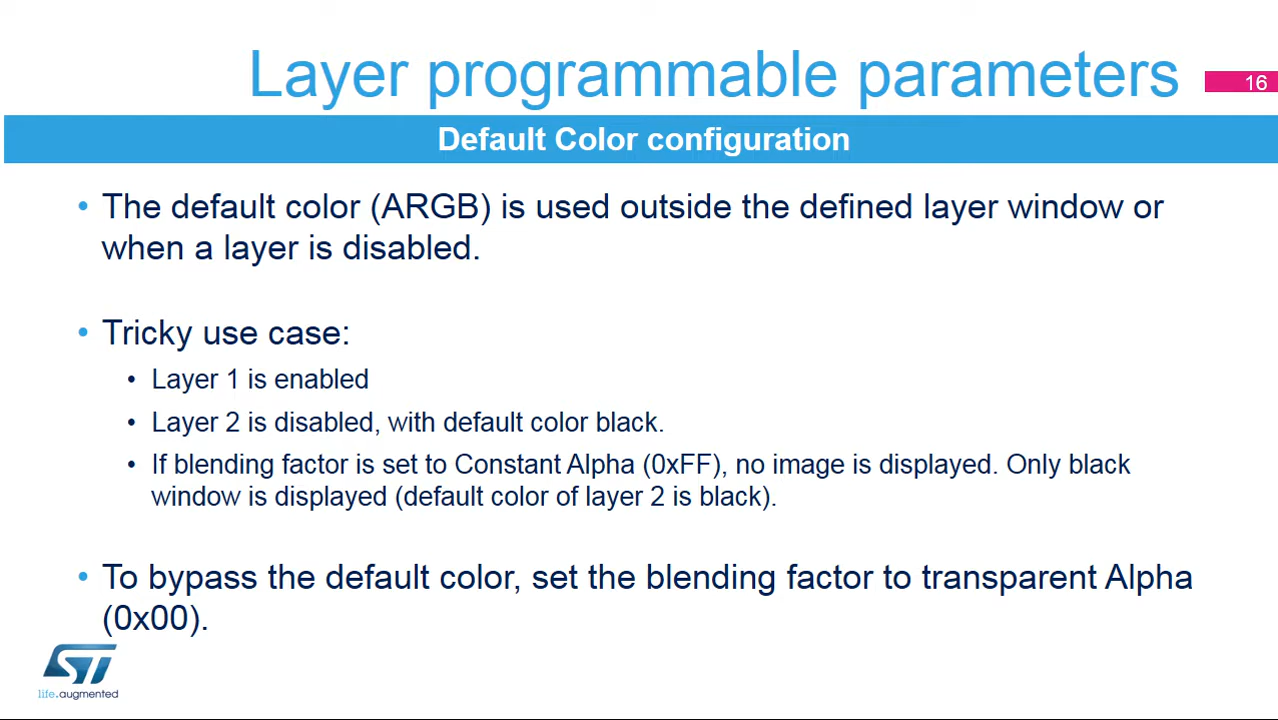 Layer programmable parameters
16
Default Color configuration
• The default color (ARGB) is used outside the defined layer window or
when a layer is disabled.
• Tricky use case:
• Layer 1 is enabled
• Layer 2 is disabled, with default color black.
• If blending factor is set to Constant Alpha (0xFF), no image is displayed. Only black
window is displayed (default color of layer 2 is black).
• To bypass the default color, set the blending factor to transparent Alpha
(0x00).
ST
life.augmented